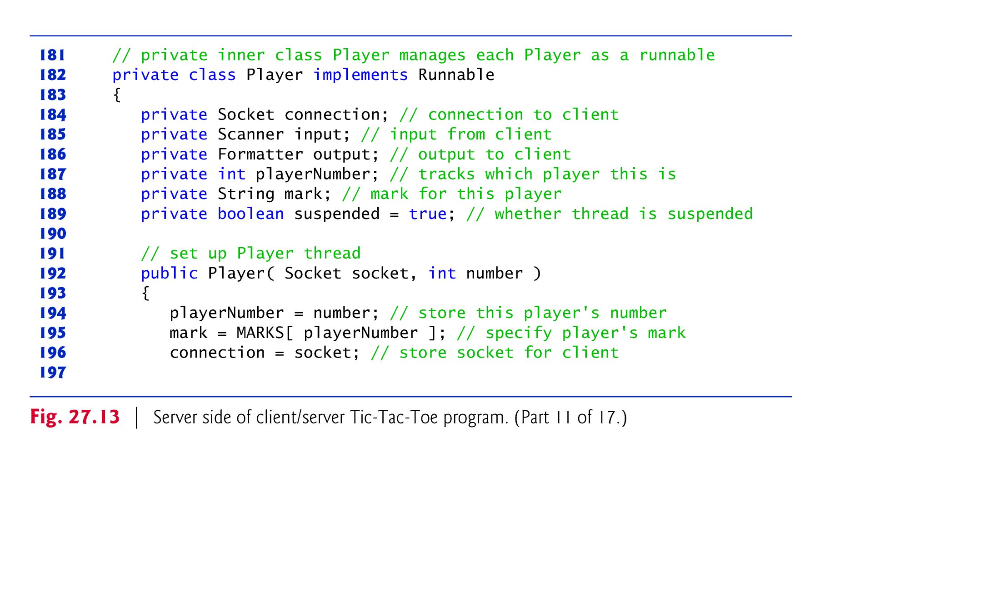 181 // private inner class Player manages each Player as a runnable
182 private class Player implements Runnable
183 {
184 private Socket connection; // connection to client
185 private Scanner input; // input from client
186 private Formatter output; // output to client
187 private int playerNumber; // tracks which player this is
188 private String mark; // mark for this player
189 private boolean suspended = true; // whether thread is suspended
190
191 // set up Player thread
192 public Player( Socket socket, int number )
193 {
194 playerNumber = number; // store this player's number
195 mark = MARKS[ playerNumber ]; // specify player's mark
196 connection = socket; // store socket for client
197
Fig. 27.13 | Server side of client/server Tic-Tac-Toe program. (Part 11 of 17.)